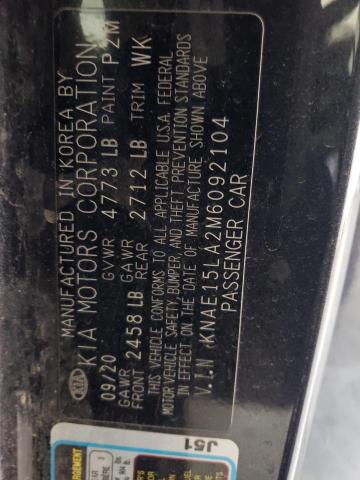 MANUFACTURED IN KOREA BY
KIA MOTORS CORPORATION
KIA
09/20 GVWR 4773 LB PAINT P2M
GAWR FRONT 2458 LB GAWR REAR 2712 LB TRIM WK
THIS VEHICLE CONFORMS TO ALL APPLICABLE U.S.A. FEDERAL
MOTOR VEHICLE SAFETY, BUMPER, AND THEFT PREVENTION STANDARDS
IN EFFECT ON THE DATE OF MANUFACTURE SHOWN ABOVE
V.I.N KNAE15LA2M6092104
PASSENGER CAR
J51